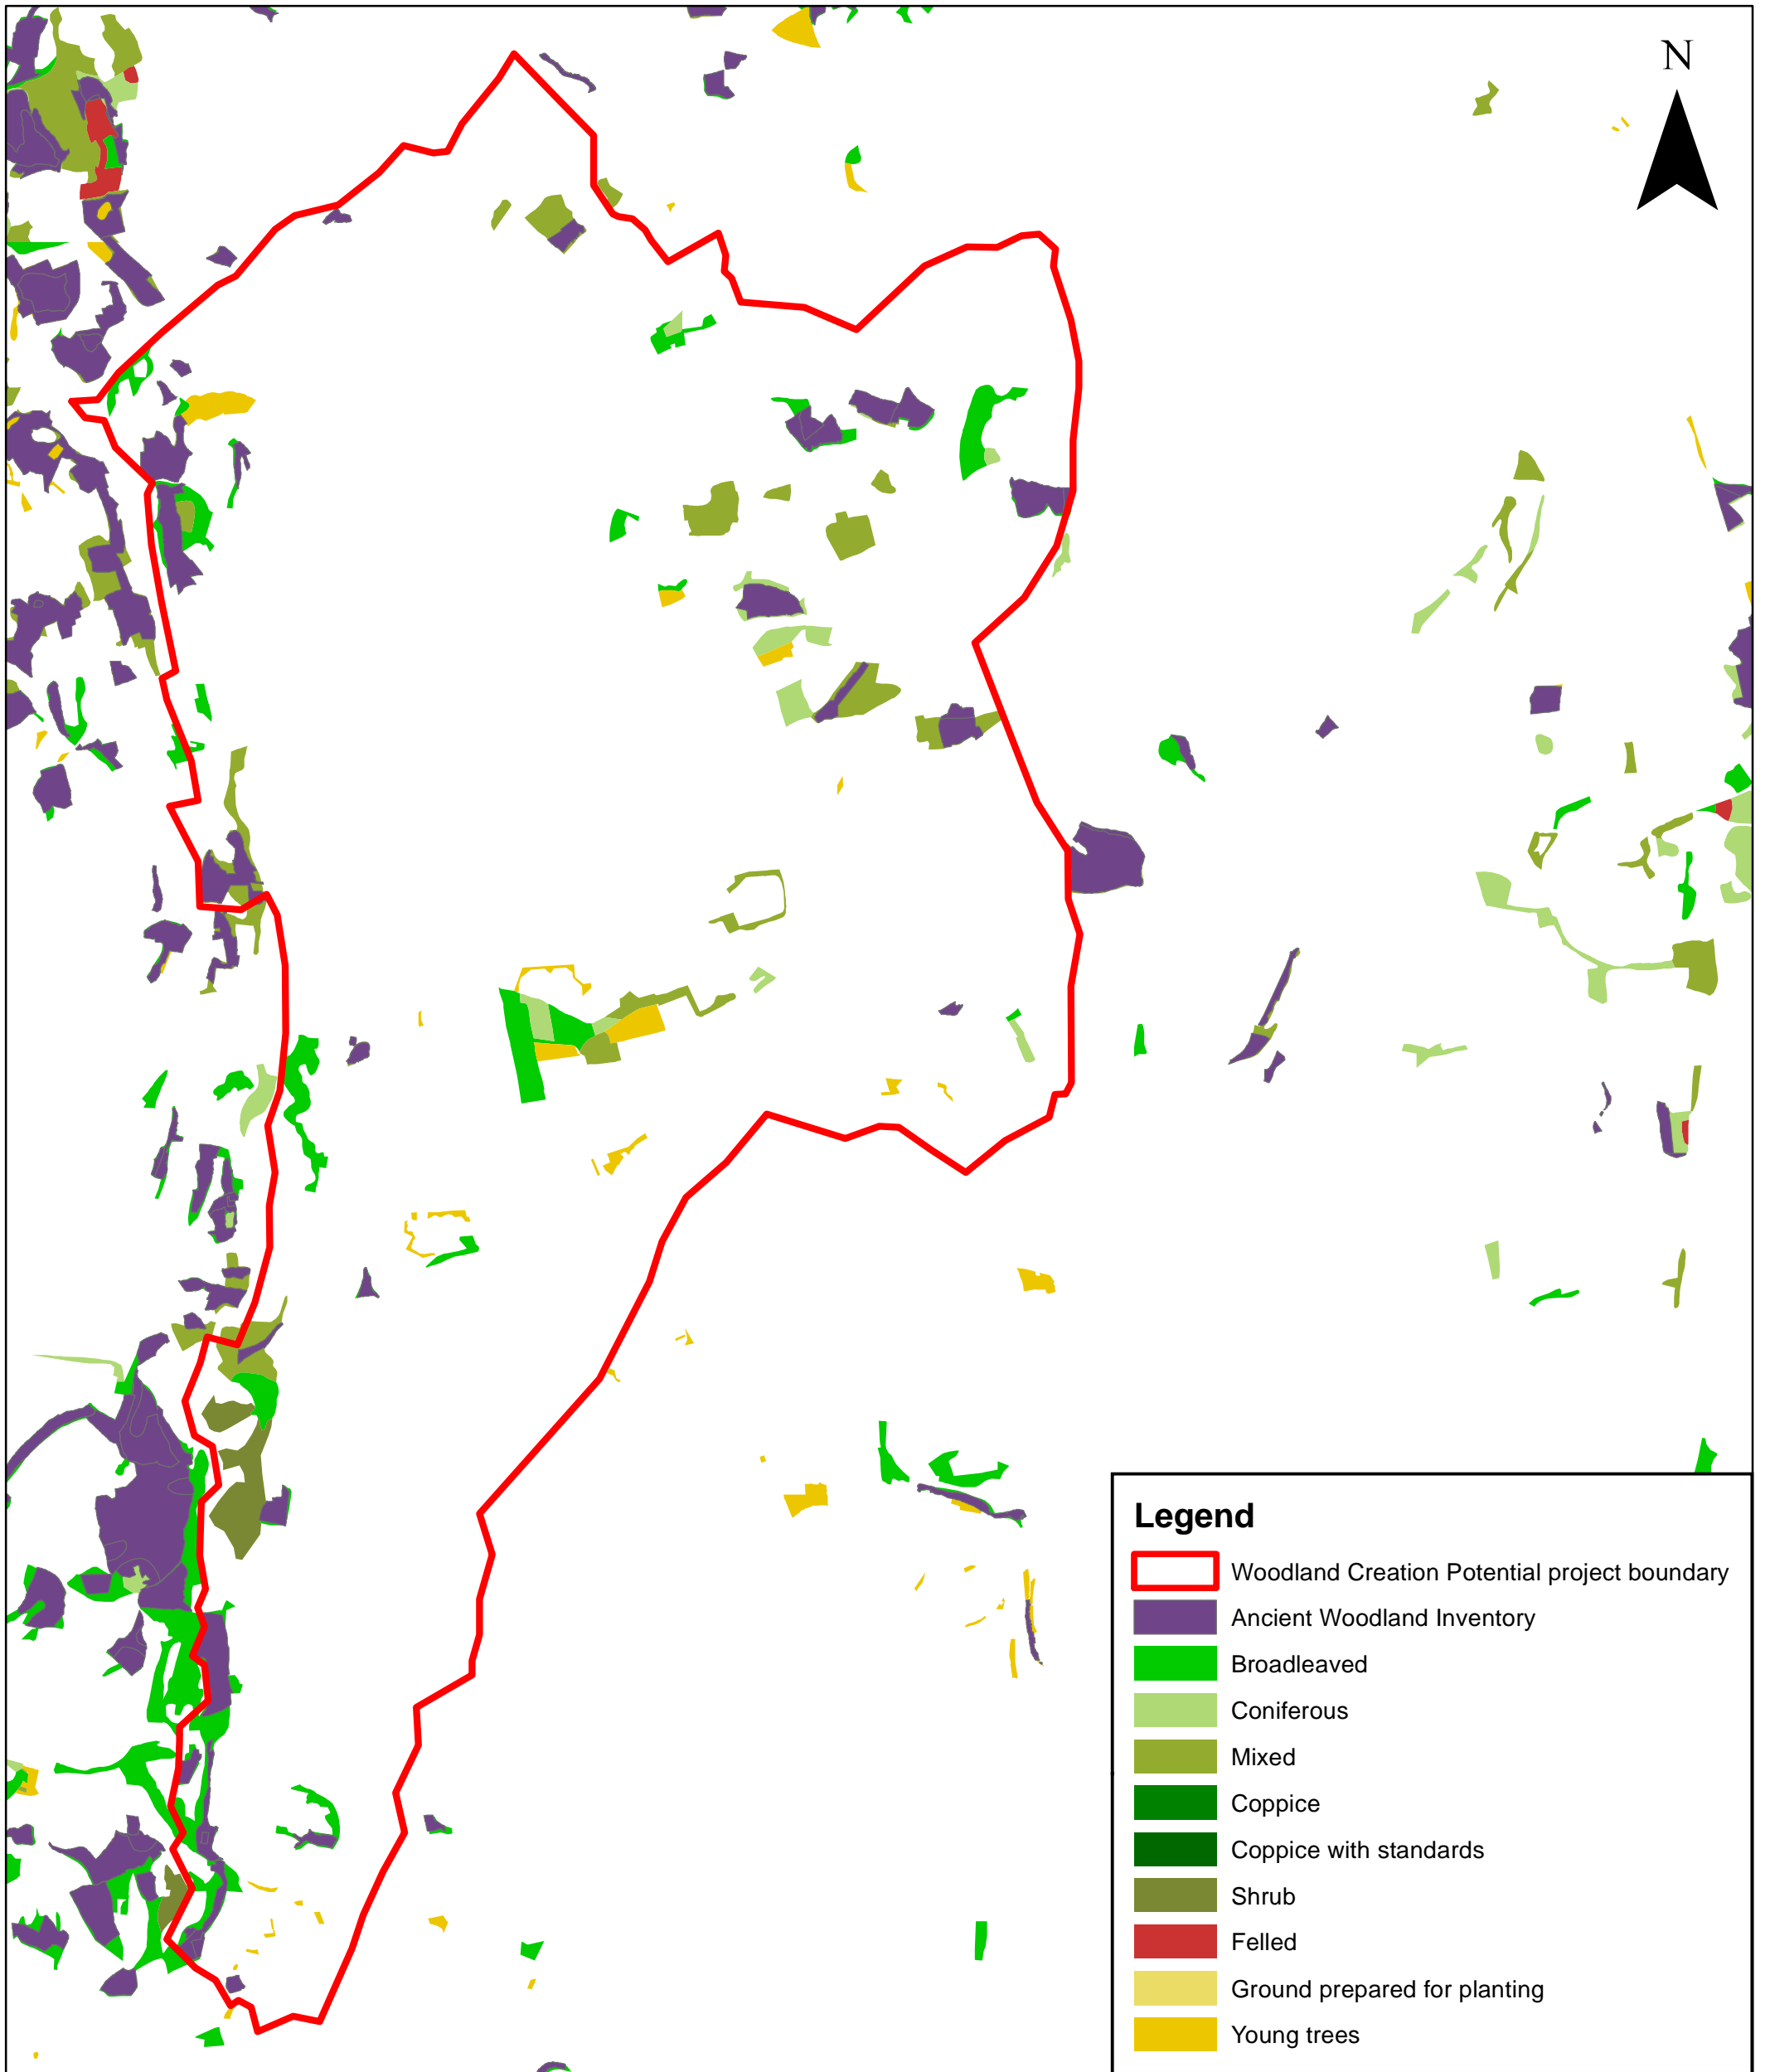 N
Legend
Woodland Creation Potential project boundary
Ancient Woodland Inventory
Broadleaved
Coniferous
Mixed
Coppice
Coppice with standards
Shrub
Felled
Ground prepared for planting
Young trees